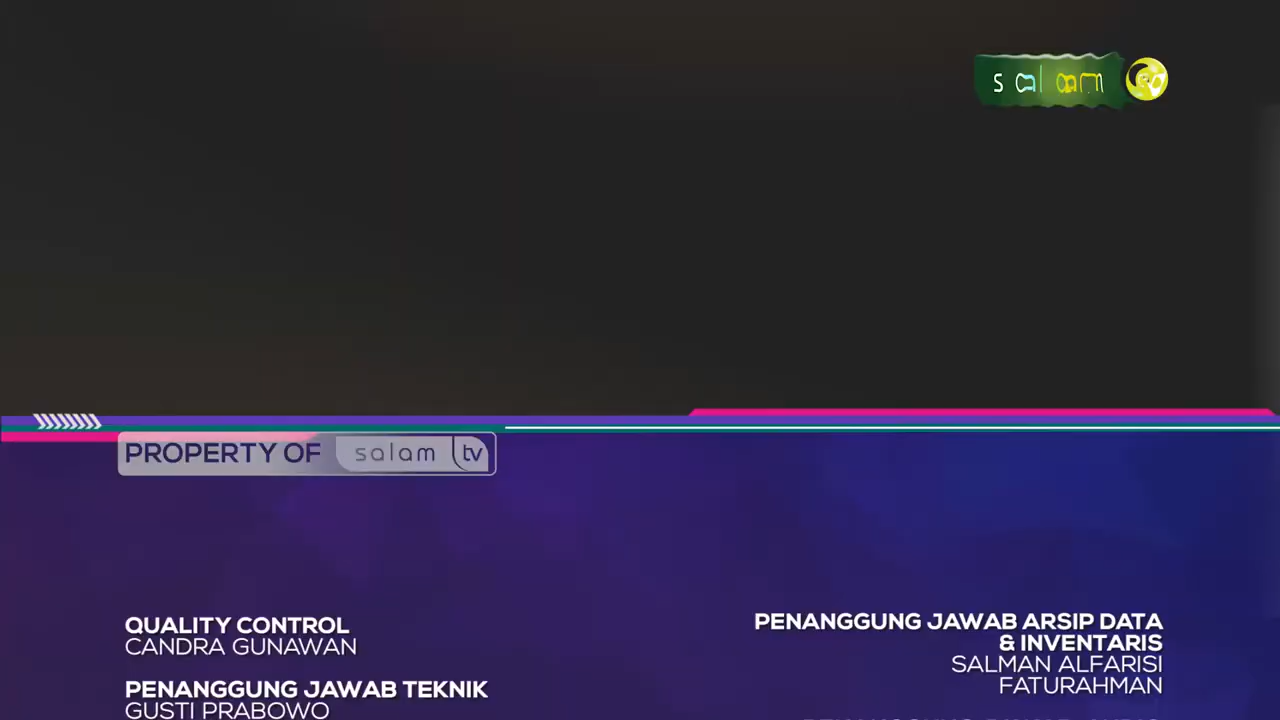 salam
PROPERTY OF salam tv
QUALITY CONTROL
CANDRA GUNAWAN
PENANGGUNG JAWAB TEKNIK
GUSTI PRABOWO
PENANGGUNG JAWAB ARSIP DATA
& INVENTARIS
SALMAN ALFARISI
FATURAHMAN